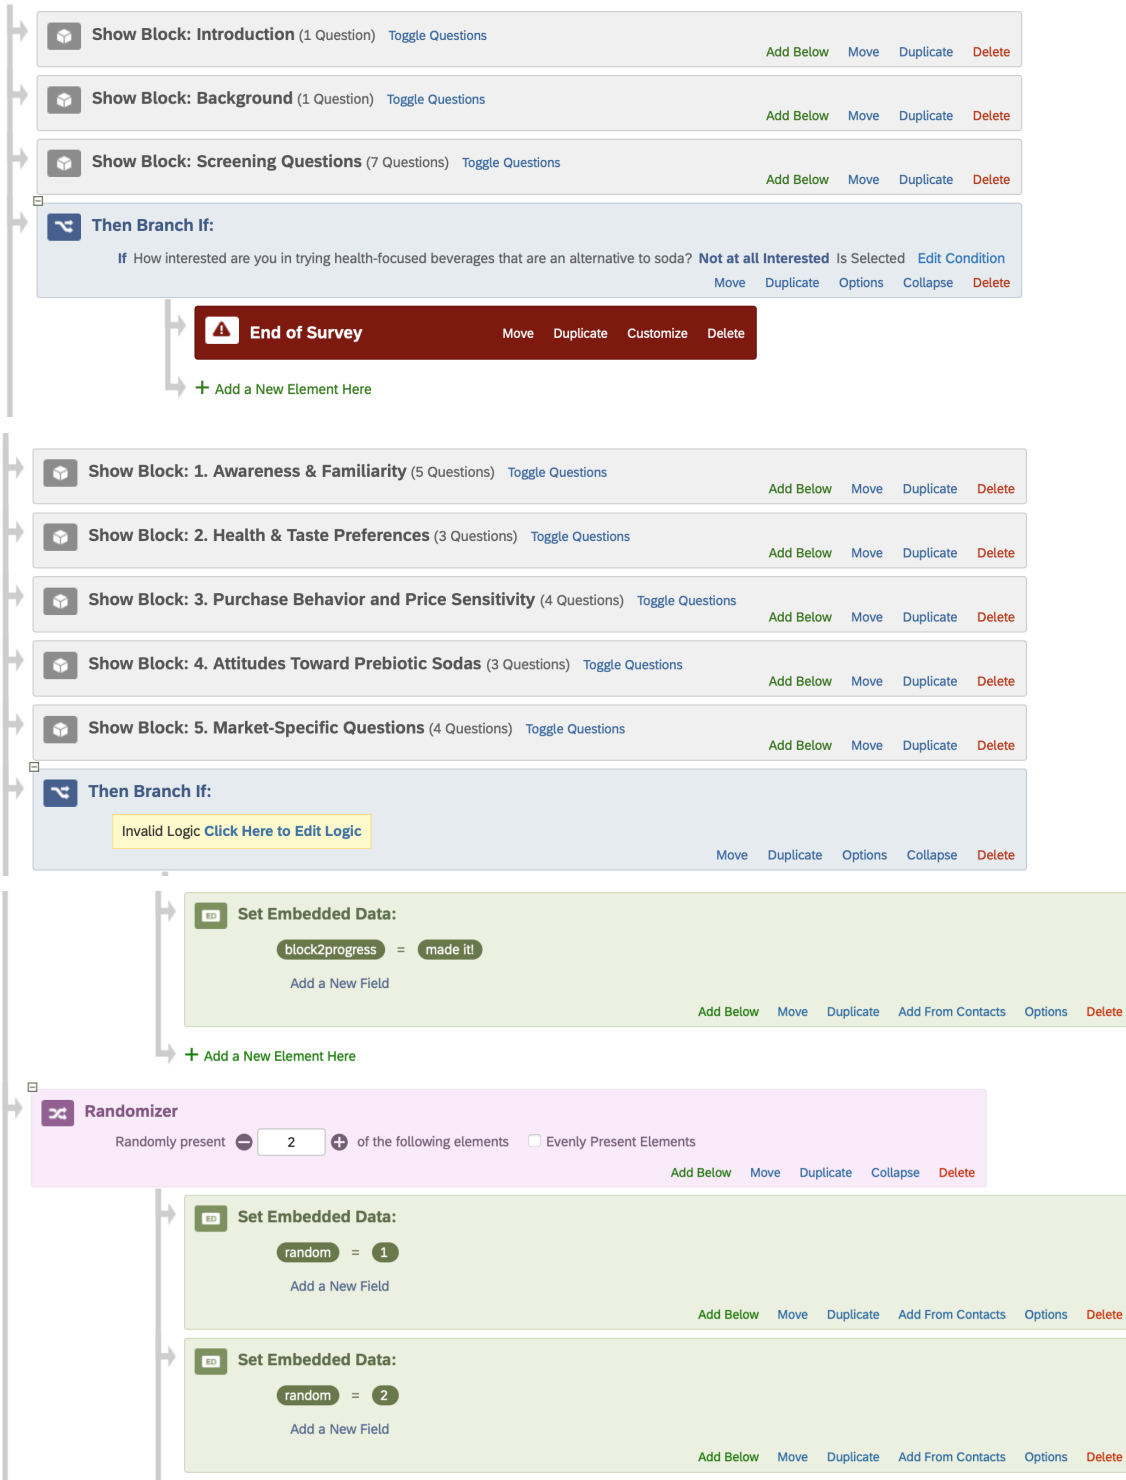 Show Block: Introduction (1 Question) Toggle Questions
Add Below Move Duplicate Delete
Show Block: Background (1 Question) Toggle Questions
Add Below Move Duplicate Delete
Show Block: Screening Questions (7 Questions) Toggle Questions
Add Below Move Duplicate Delete
Then Branch If:
If How interested are you in trying health-focused beverages that are an alternative to soda? Not at all Interested Is Selected Edit Condition
Move Duplicate Options Collapse Delete
End of Survey Move Duplicate Customize Delete
+ Add a New Element Here
Show Block: 1. Awareness & Familiarity (5 Questions) Toggle Questions
Add Below Move Duplicate Delete
Show Block: 2. Health & Taste Preferences (3 Questions) Toggle Questions
Add Below Move Duplicate Delete
Show Block: 3. Purchase Behavior and Price Sensitivity (4 Questions) Toggle Questions
Add Below Move Duplicate Delete
Show Block: 4. Attitudes Toward Prebiotic Sodas (3 Questions) Toggle Questions
Add Below Move Duplicate Delete
Show Block: 5. Market-Specific Questions (4 Questions) Toggle Questions
Add Below Move Duplicate Delete
Then Branch If:
Invalid Logic Click Here to Edit Logic
Move Duplicate Options Collapse Delete
ED Set Embedded Data:
block2progress = made it!
Add a New Field
Add Below Move Duplicate Add From Contacts Options Delete
+ Add a New Element Here
Randomizer
Randomly present 2 of the following elements Evenly Present Elements
Add Below Move Duplicate Collapse Delete
ED Set Embedded Data:
random = 1
Add a New Field
Add Below Move Duplicate Add From Contacts Options Delete
ED Set Embedded Data:
random = 2
Add a New Field
Add Below Move Duplicate Add From Contacts Options Delete